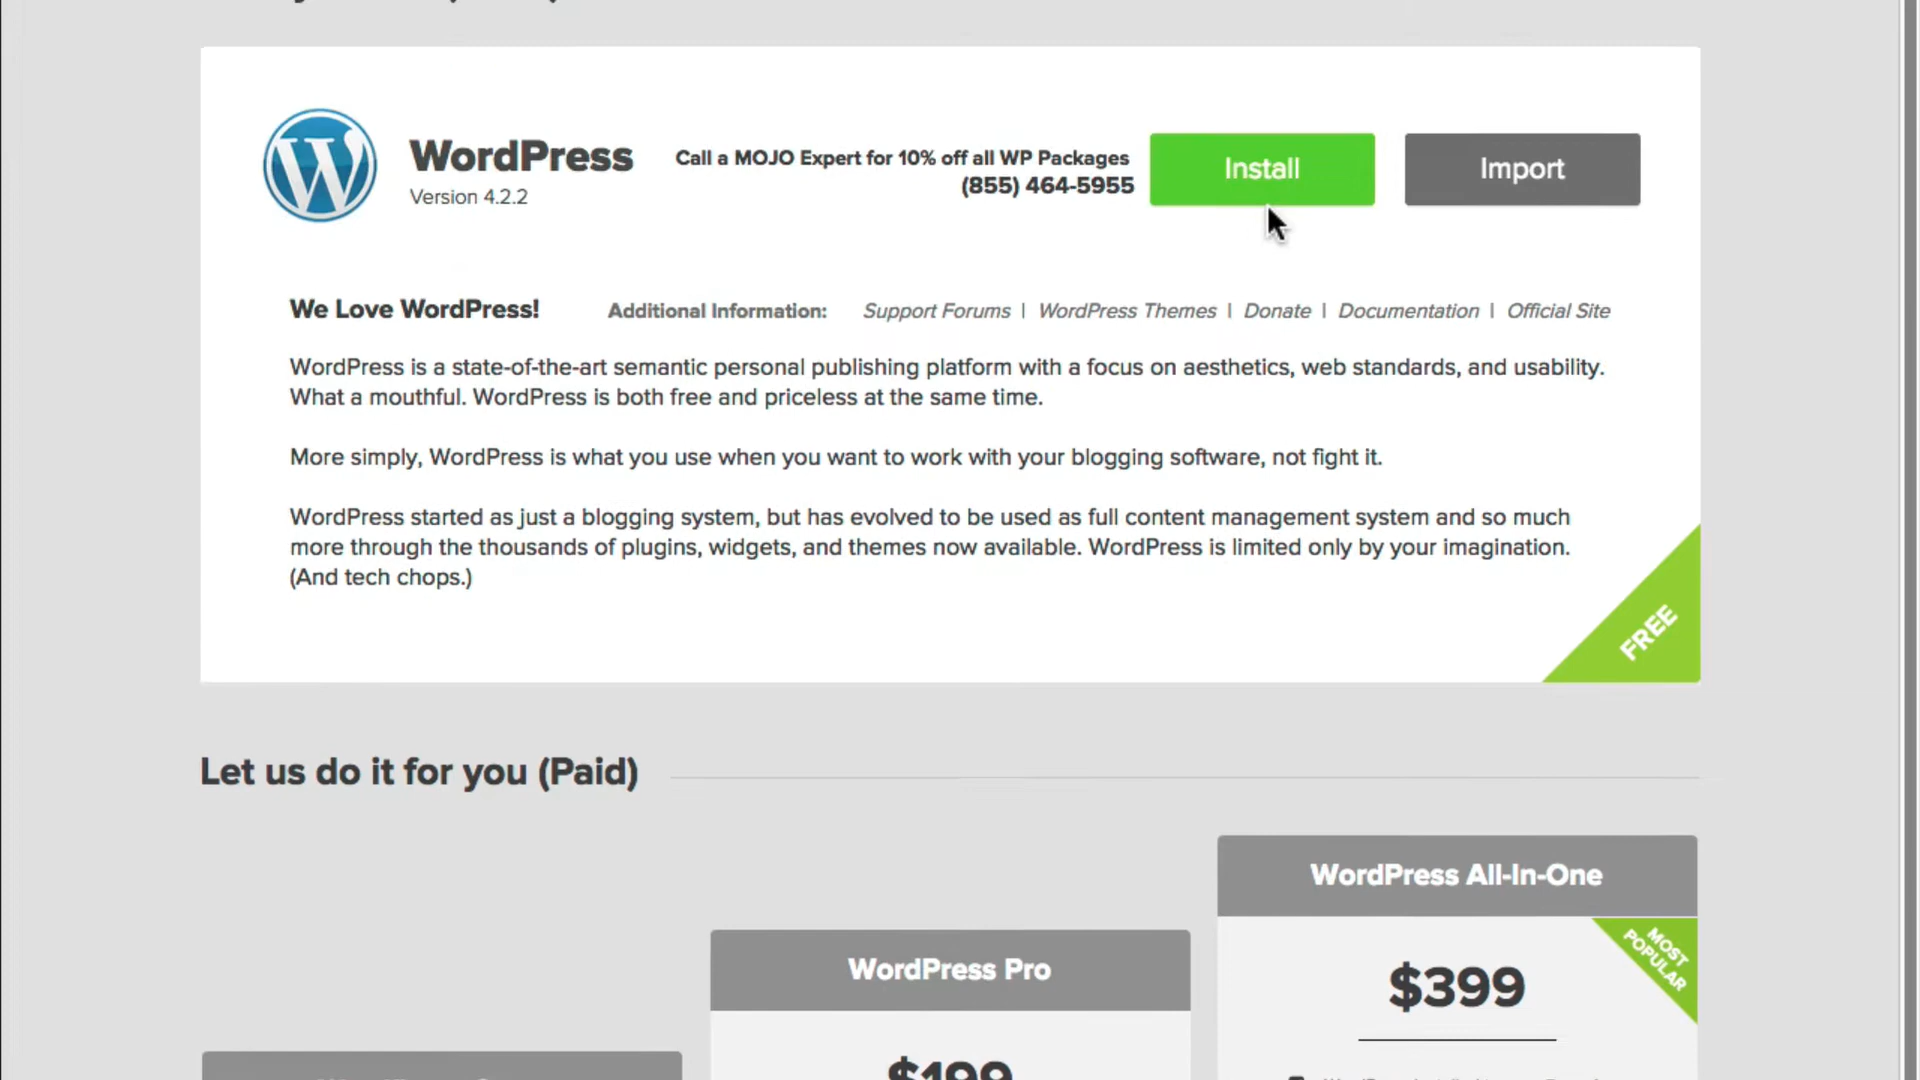 WordPress
Version 4.2.2
Call a MOJO Expert for 10% off all WP Packages
(855) 464-5955
Install
Import
We Love WordPress!
Additional Information:
Support Forums | WordPress Themes | Donate | Documentation | Official Site
WordPress is a state-of-the-art semantic personal publishing platform with a focus on aesthetics, web standards, and usability.
What a mouthful. WordPress is both free and priceless at the same time.
More simply, WordPress is what you use when you want to work with your blogging software, not fight it.
WordPress started as just a blogging system, but has evolved to be used as full content management system and so much
more through the thousands of plugins, widgets, and themes now available. WordPress is limited only by your imagination.
(And tech chops.)
FREE
Let us do it for you (Paid)
WordPress All-In-One
MOST
POPULAR
$399
WordPress Pro
$199